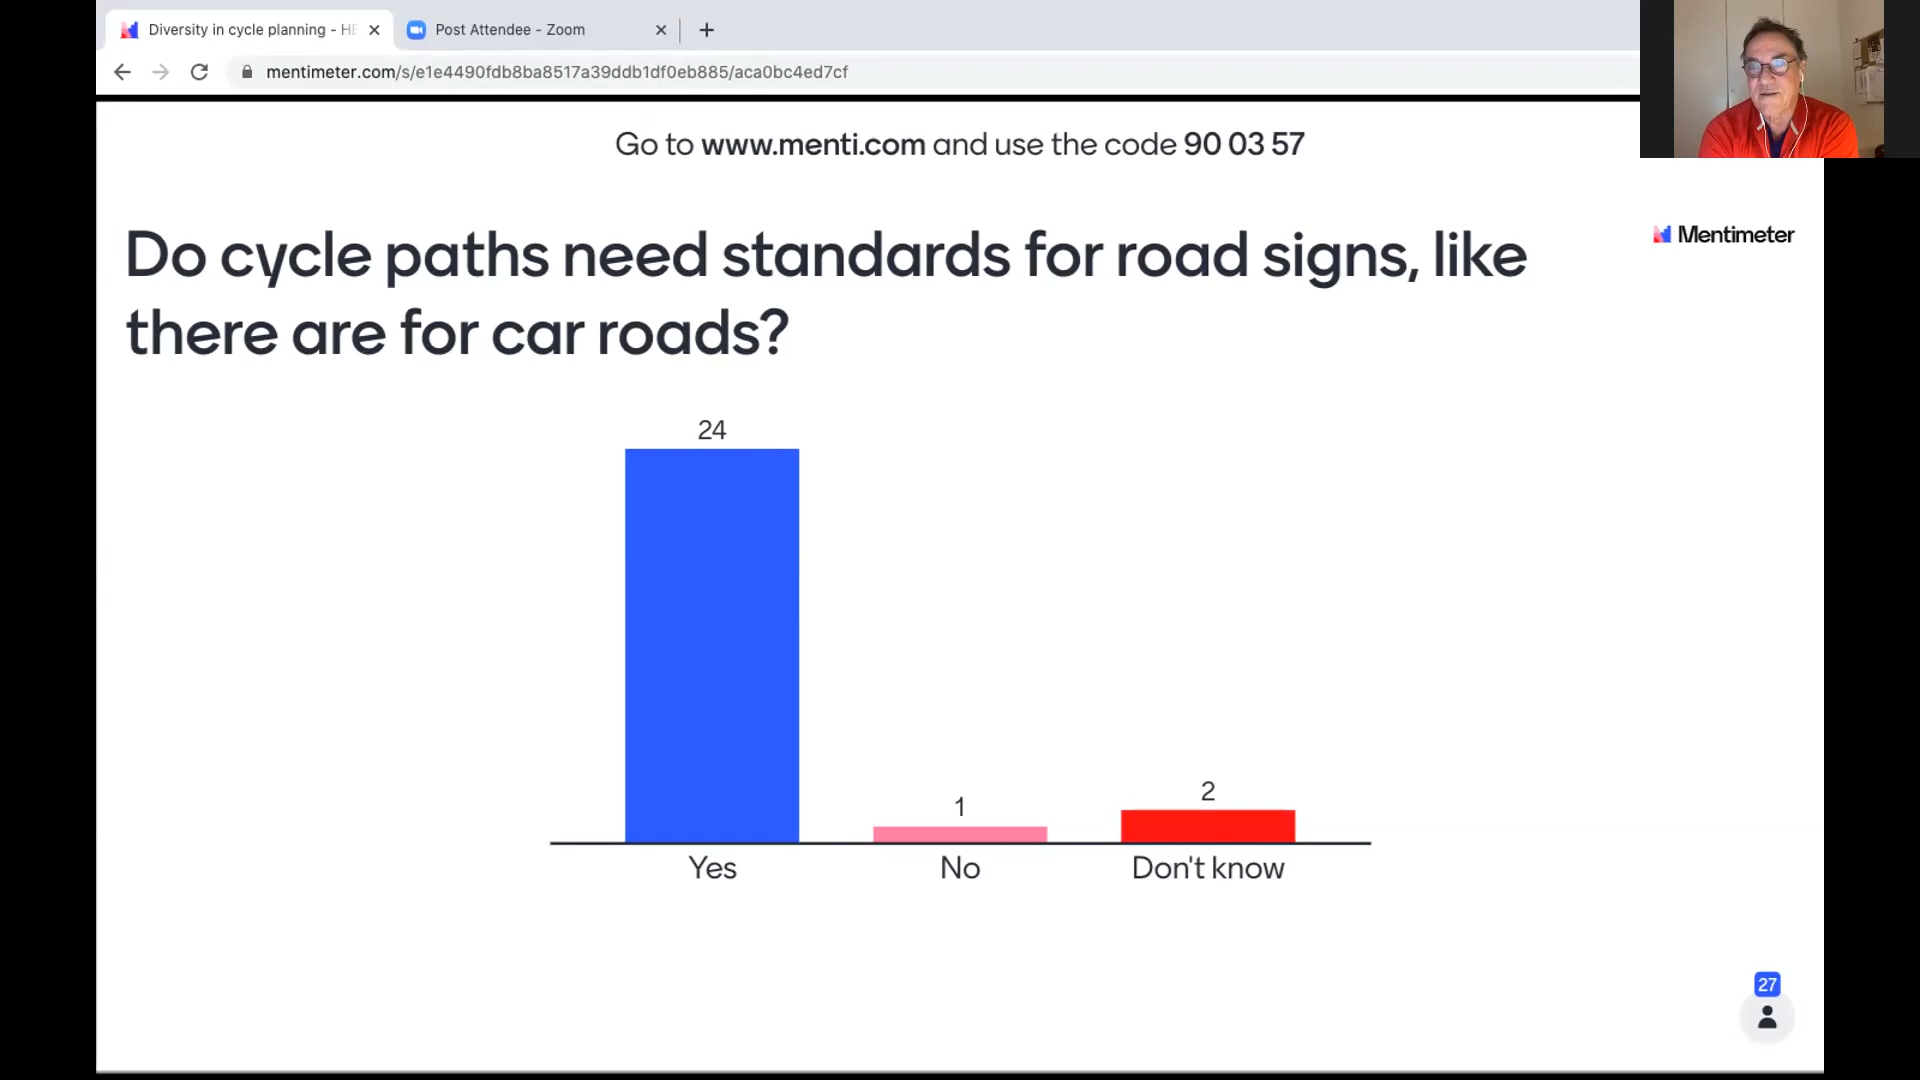 Diversity in cycle planning - HE
Post Attendee - Zoom
mentimeter.com/s/e1e4490fdb8ba8517a39ddb1df0eb885/aca0bc4ed7cf
Go to www.menti.com and use the code 90 03 57
Mentimeter
Do cycle paths need standards for road signs, like
there are for car roads?
24
1
2
Yes
No
Don't know
27